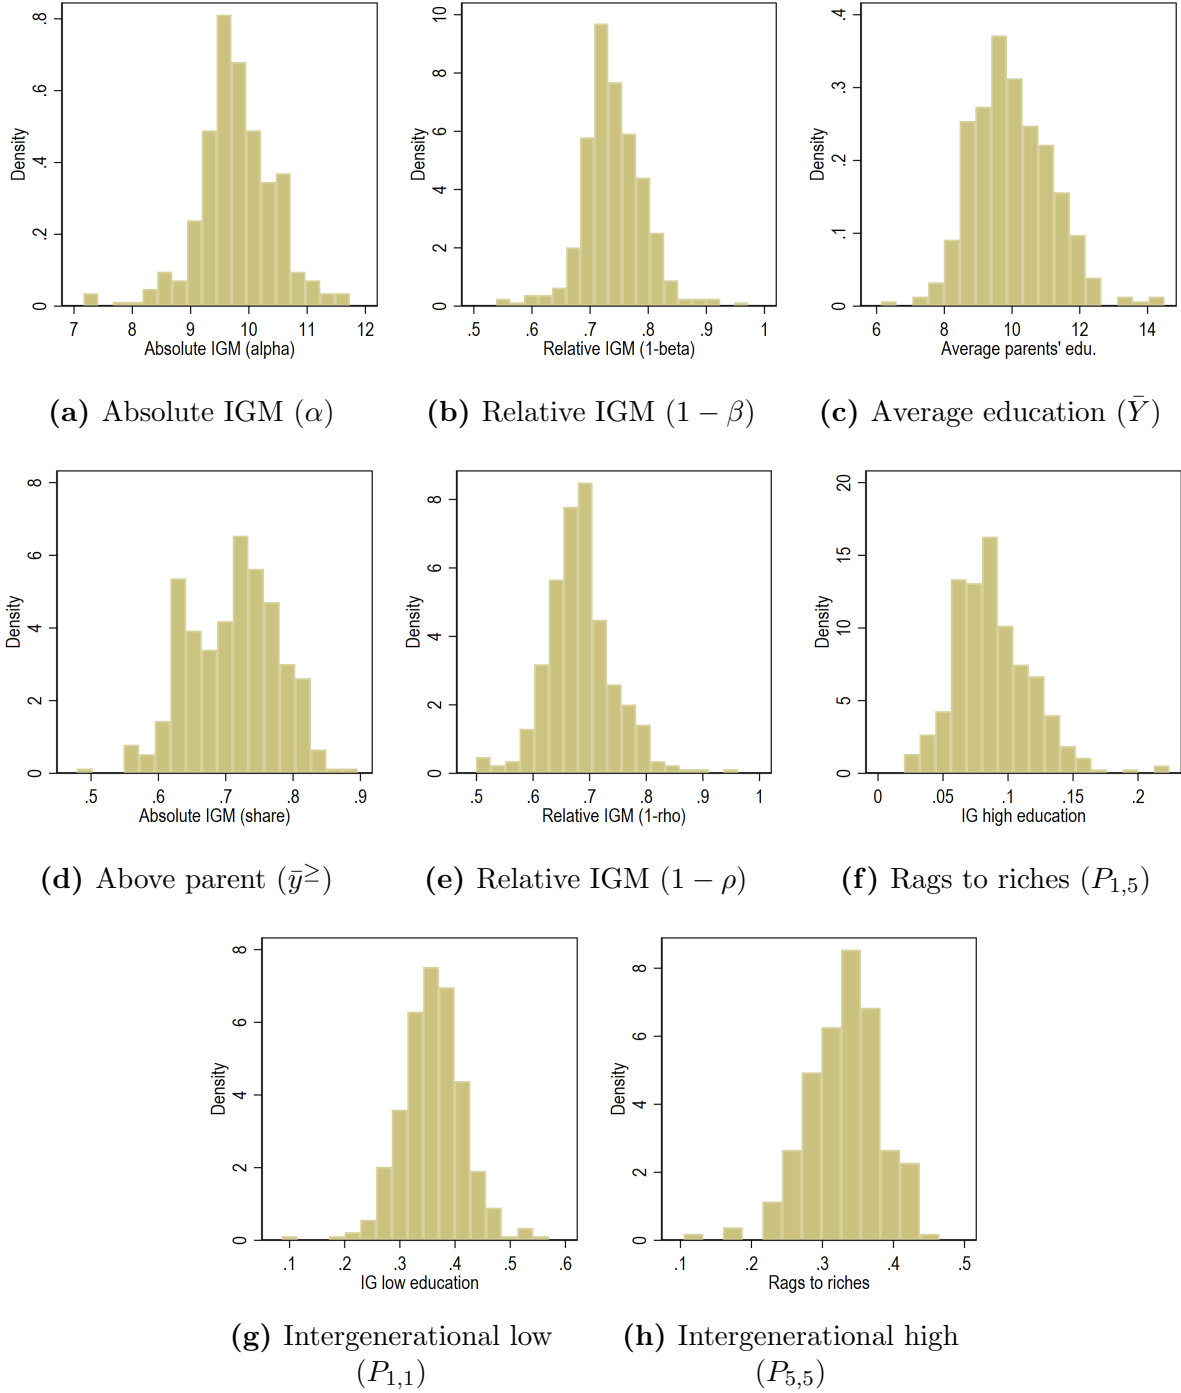 Density
0 .2 .4 .6 .8
7 8 9 10 11 12
Absolute IGM (alpha)
(a) Absolute IGM (α)
Density
0 2 4 6 8 10
.5 .6 .7 .8 .9 1
Relative IGM (1-beta)
(b) Relative IGM (1 − β)
Density
0 .1 .2 .3 .4
6 8 10 12 14
Average parents' edu.
(c) Average education (Ȳ)
Density
0 2 4 6 8
.5 .6 .7 .8 .9
Absolute IGM (share)
(d) Above parent (ȳ≥)
Density
0 2 4 6 8
.5 .6 .7 .8 .9 1
Relative IGM (1-rho)
(e) Relative IGM (1 − ρ)
Density
0 5 10 15 20
0 .05 .1 .15 .2
IG high education
(f) Rags to riches (P1,5)
Density
0 2 4 6 8
.1 .2 .3 .4 .5 .6
IG low education
(g) Intergenerational low
(P1,1)
Density
0 2 4 6 8
.1 .2 .3 .4 .5
Rags to riches
(h) Intergenerational high
(P5,5)